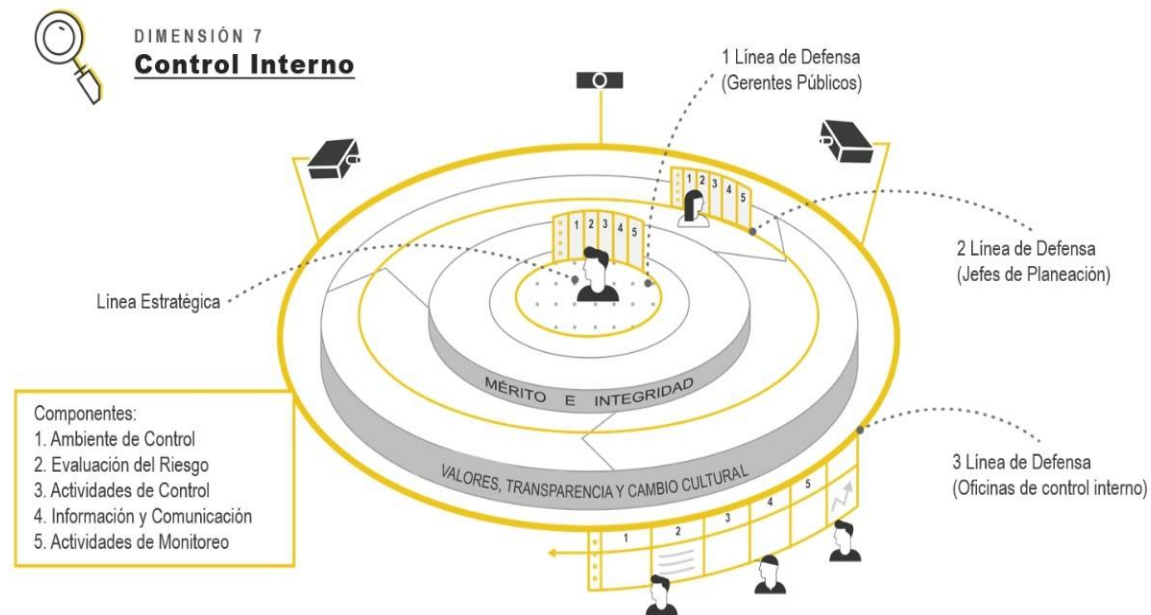 DIMENSIÓN 7
Control Interno
1 Línea de Defensa
(Gerentes Públicos)
1 2 3 4 5
1 2 3 4 5
2 Línea de Defensa
(Jefes de Planeación)
Línea Estratégica
MÉRITO E INTEGRIDAD
Componentes:
1. Ambiente de Control
2. Evaluación del Riesgo
3. Actividades de Control
4. Información y Comunicación
5. Actividades de Monitoreo
VALORES, TRANSPARENCIA Y CAMBIO CULTURAL
3 Línea de Defensa
(Oficinas de control interno)
1 2 3 4 5